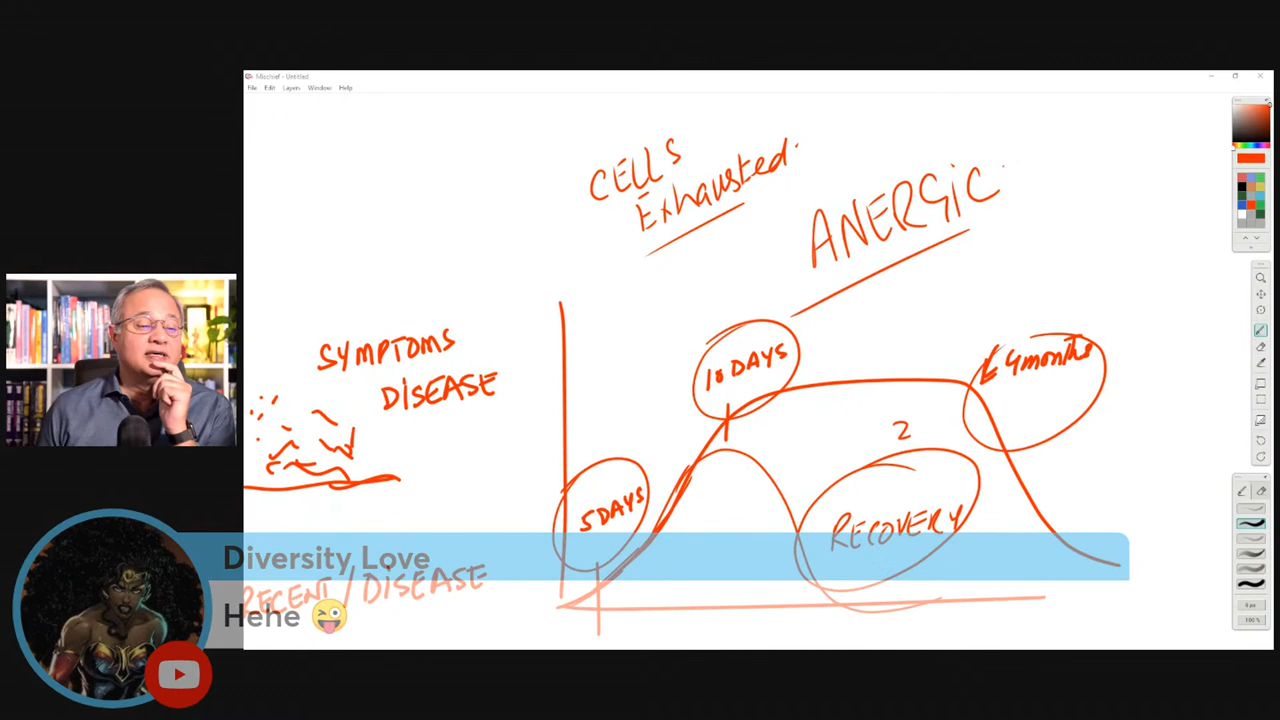 Mischief - Untitled
File Edit Layers Window Help
CELLS
Exhausted.
ANERGIC
SYMPTOMS
DISEASE
10 DAYS
4 months
2
5 DAYS
RECOVERY
Diversity Love
RECENT / DISEASE
Hehe 😜
100 %